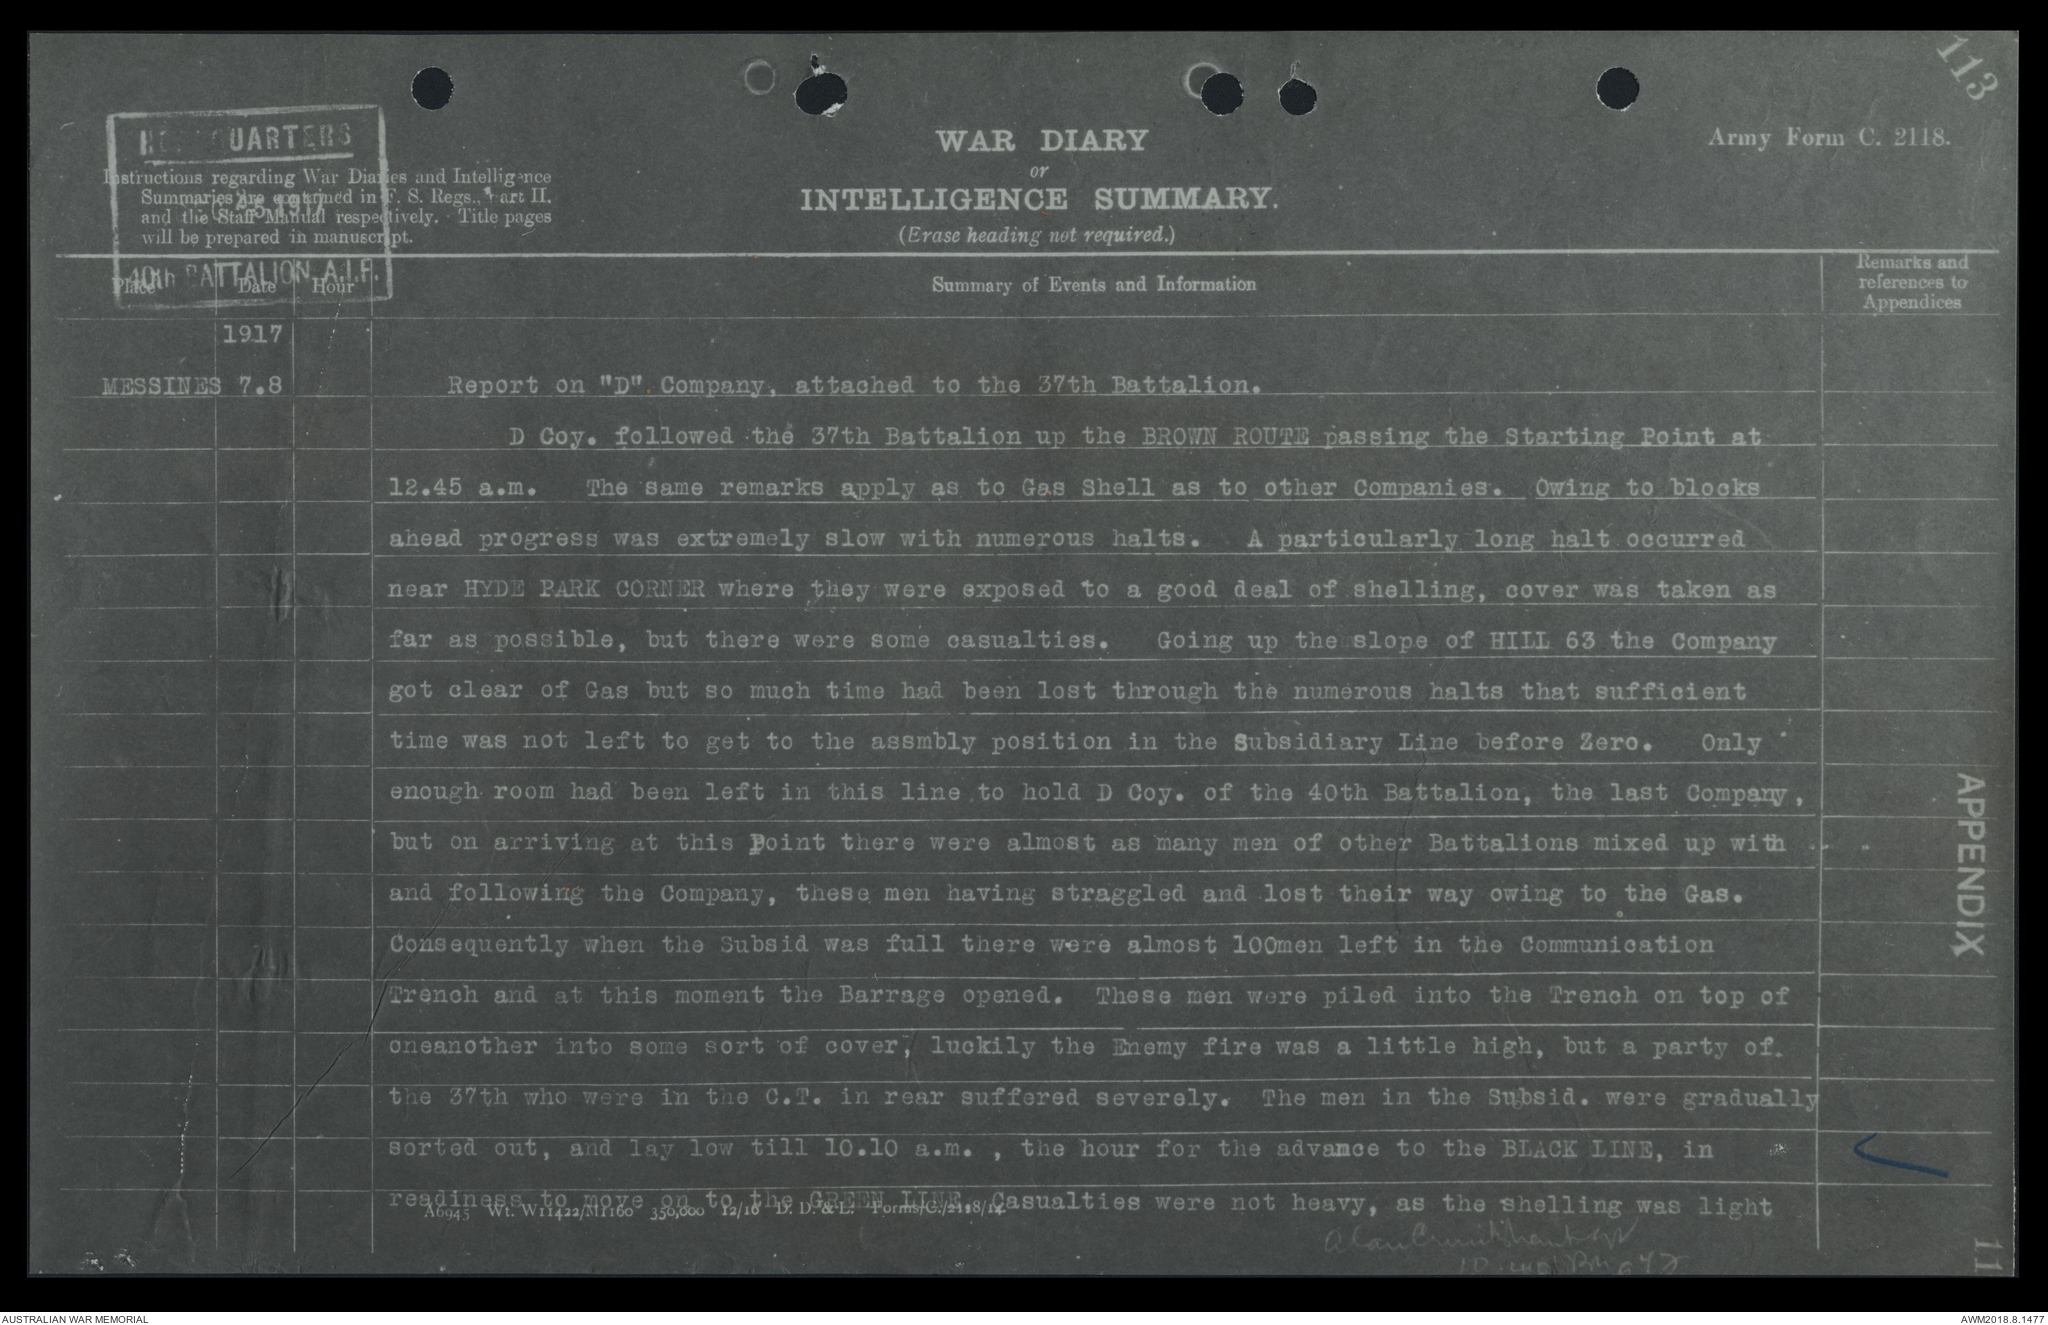 113
HEADQUARTERS
5 1917
40th BATTALION A.I.F.
Instructions regarding War Diaries and Intelligence
Summaries are contained in F. S. Regs., Part II.
and the Staff Manual respectively. Title pages
will be prepared in manuscript.
WAR DIARY
or
INTELLIGENCE SUMMARY.
(Erase heading not required.)
Army Form C. 2118.
Place
Date
Hour
Summary of Events and Information
Remarks and
references to
Appendices
1917
MESSINES 7.8 Report on "D" Company, attached to the 37th Battalion.
D Coy. followed the 37th Battalion up the BROWN ROUTE passing the Starting Point at
12.45 a.m. The same remarks apply as to Gas Shell as to other Companies. Owing to blocks
ahead progress was extremely slow with numerous halts. A particularly long halt occurred
near HYDE PARK CORNER where they were exposed to a good deal of shelling, cover was taken as
far as possible, but there were some casualties. Going up the slope of HILL 63 the Company
got clear of Gas but so much time had been lost through the numerous halts that sufficient
time was not left to get to the assmbly position in the Subsidiary Line before Zero. Only
enough room had been left in this line to hold D Coy. of the 40th Battalion, the last Company,
but on arriving at this Point there were almost as many men of other Battalions mixed up with
and following the Company, these men having straggled and lost their way owing to the Gas.
Consequently when the Subsid was full there were almost 100men left in the Communication
Trench and at this moment the Barrage opened. These men were piled into the Trench on top of
oneanother into some sort of cover, luckily the Enemy fire was a little high, but a party of
the 37th who were in the C.T. in rear suffered severely. The men in the Subsid. were gradually
sorted out, and lay low till 10.10 a.m. , the hour for the advance to the BLACK LINE, in
readiness to move on to the GREEN LINE. Casualties were not heavy, as the shelling was light
A6945 Wt. W11422/M1160 350,000 12/16 D. D. & L. Forms/C./2118/14.
APPENDIX
11
AUSTRALIAN WAR MEMORIAL
AWM2018.8.1477